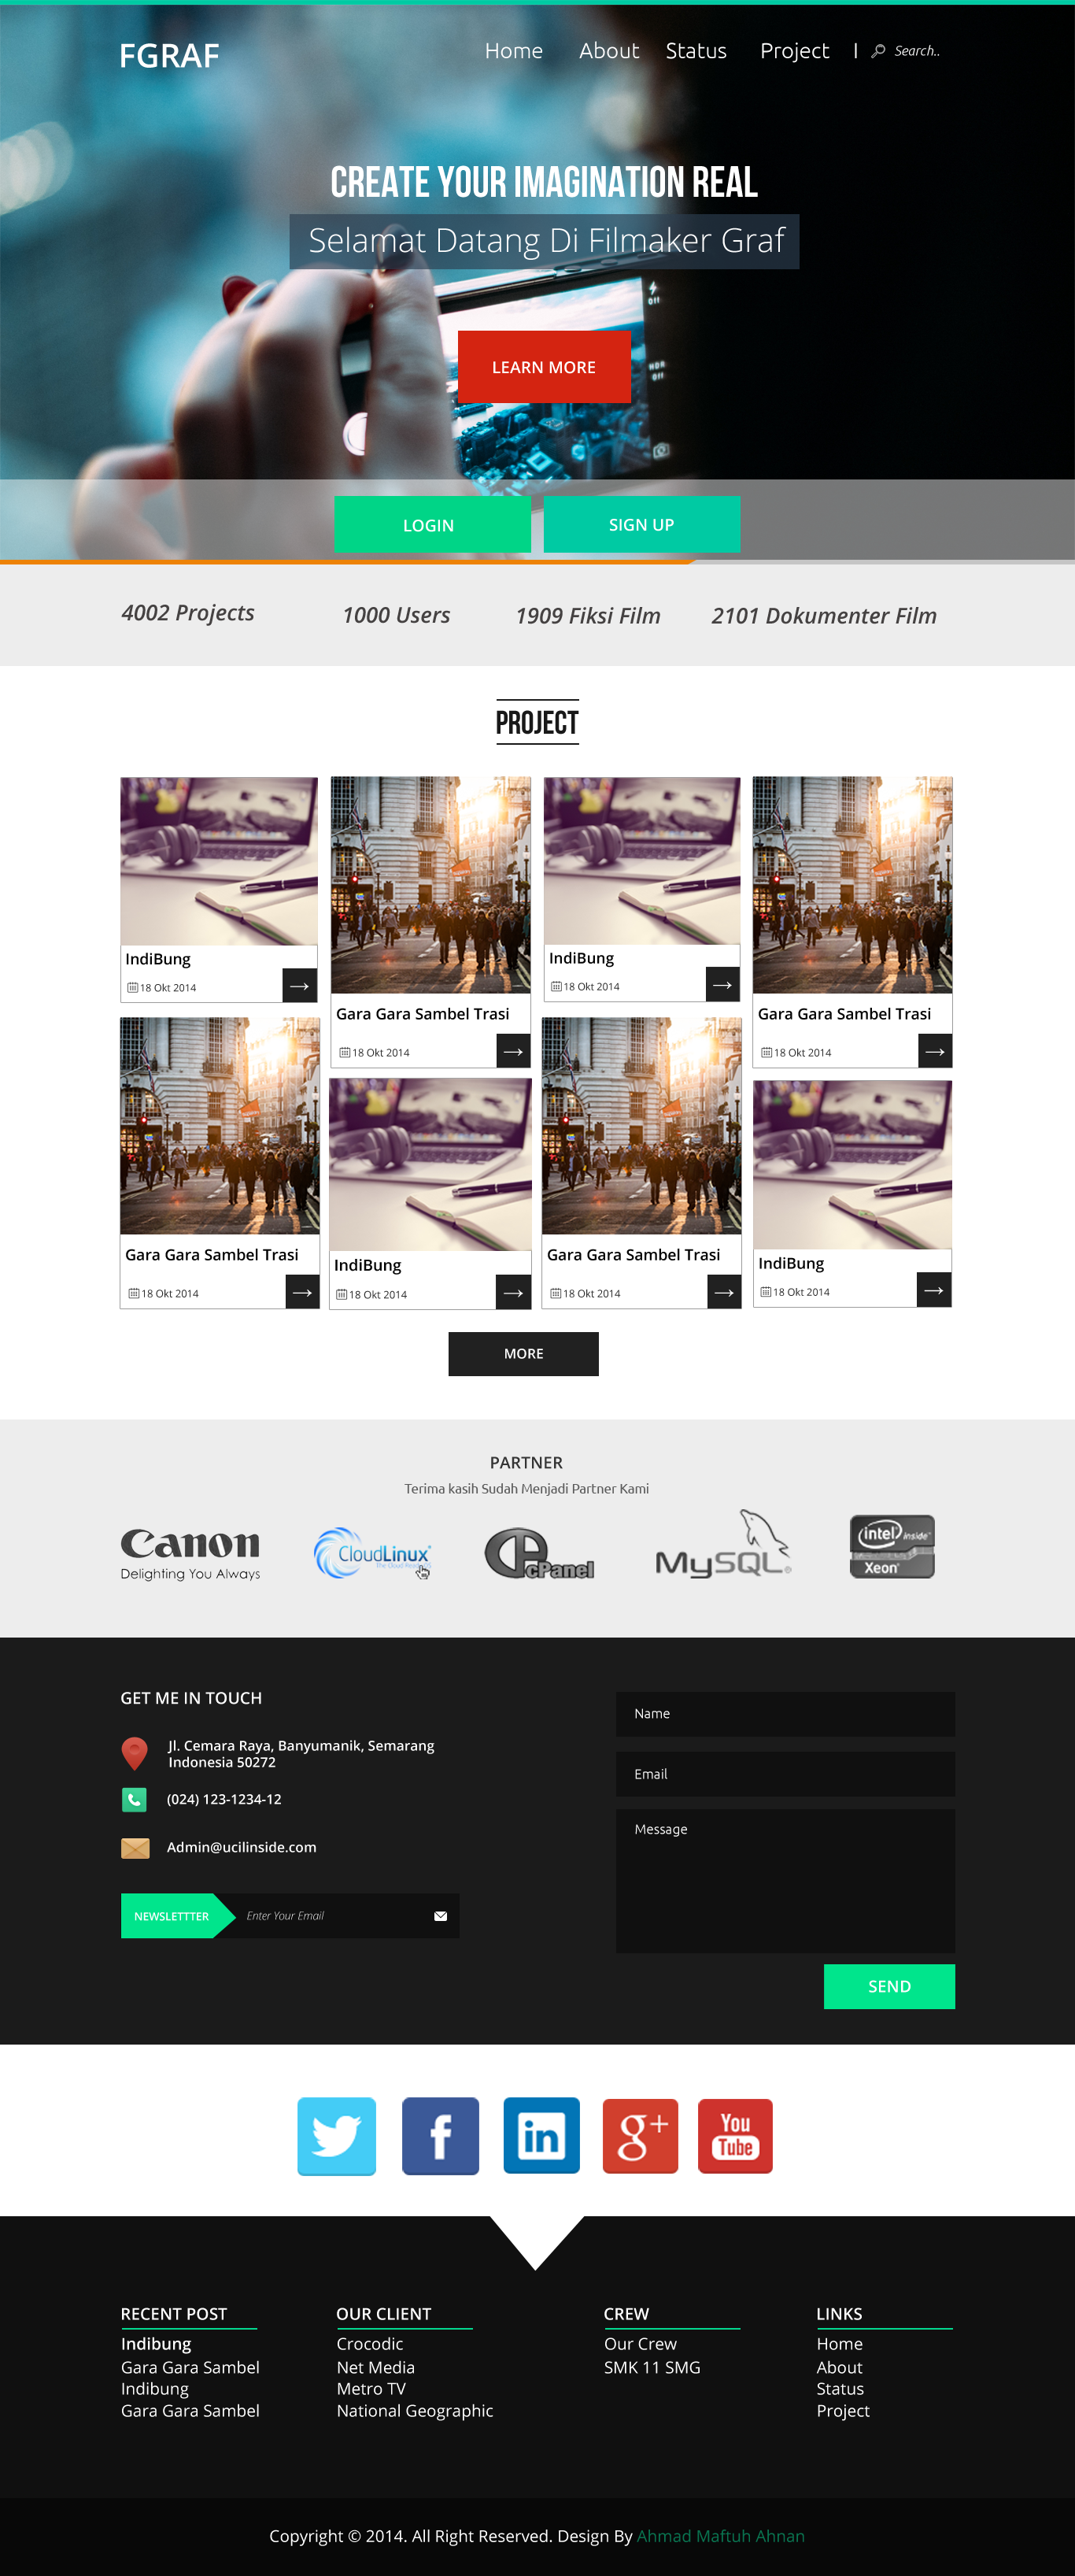 FGRAF
Home About Status Project | Search..
CREATE YOUR IMAGINATION REAL
Selamat Datang Di Filmaker Graf
OFF
HDR
OFF
LEARN MORE
LOGIN SIGN UP
4002 Projects 1000 Users 1909 Fiksi Film 2101 Dokumenter Film
PROJECT
IndiBung
18 Okt 2014
Gara Gara Sambel Trasi
18 Okt 2014
IndiBung
18 Okt 2014
Gara Gara Sambel Trasi
18 Okt 2014
Gara Gara Sambel Trasi
18 Okt 2014
IndiBung
18 Okt 2014
Gara Gara Sambel Trasi
18 Okt 2014
IndiBung
18 Okt 2014
MORE
PARTNER
Terima kasih Sudah Menjadi Partner Kami
Canon
Delighting You Always
CloudLinux
cPanel
MySQL®
intel inside™
Xeon®
GET ME IN TOUCH
Jl. Cemara Raya, Banyumanik, Semarang
Indonesia 50272
(024) 123-1234-12
Admin@ucilinside.com
NEWSLETTTER Enter Your Email
Name
Email
Message
SEND
f
in
g+
You
Tube
RECENT POST
Indibung
Gara Gara Sambel
Indibung
Gara Gara Sambel
OUR CLIENT
Crocodic
Net Media
Metro TV
National Geographic
CREW
Our Crew
SMK 11 SMG
LINKS
Home
About
Status
Project
Copyright © 2014. All Right Reserved. Design By Ahmad Maftuh Ahnan